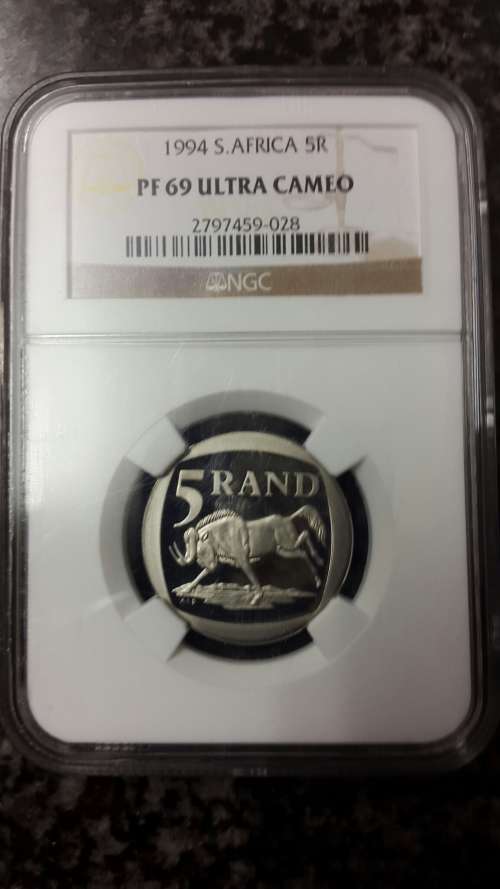 1994 S.AFRICA 5R
PF 69 ULTRA CAMEO
2797459-028
NGC
5 RAND